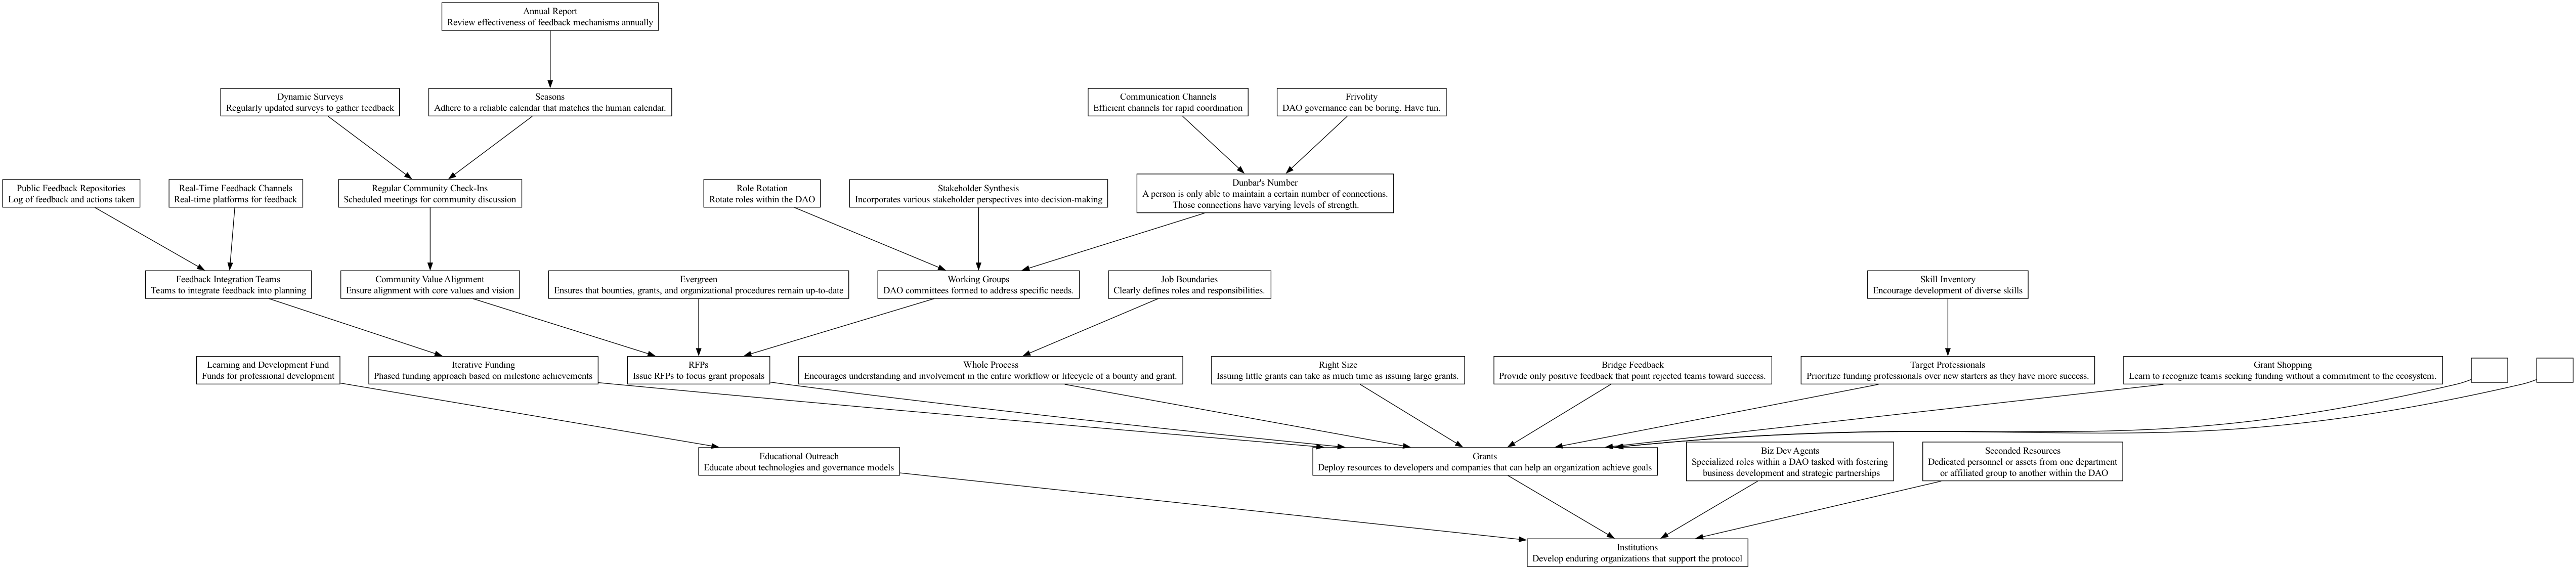 Annual Report
Review effectiveness of feedback mechanisms annually
Dynamic Surveys
Regularly updated surveys to gather feedback
Seasons
Adhere to a reliable calendar that matches the human calendar.
Communication Channels
Efficient channels for rapid coordination
Frivolity
DAO governance can be boring. Have fun.
Public Feedback Repositories
Log of feedback and actions taken
Real-Time Feedback Channels
Real-time platforms for feedback
Regular Community Check-Ins
Scheduled meetings for community discussion
Role Rotation
Rotate roles within the DAO
Stakeholder Synthesis
Incorporates various stakeholder perspectives into decision-making
Dunbar's Number
A person is only able to maintain a certain number of connections.
Those connections have varying levels of strength.
Feedback Integration Teams
Teams to integrate feedback into planning
Community Value Alignment
Ensure alignment with core values and vision
Evergreen
Ensures that bounties, grants, and organizational procedures remain up-to-date
Working Groups
DAO committees formed to address specific needs.
Job Boundaries
Clearly defines roles and responsibilities.
Skill Inventory
Encourage development of diverse skills
Learning and Development Fund
Funds for professional development
Iterative Funding
Phased funding approach based on milestone achievements
RFPs
Issue RFPs to focus grant proposals
Whole Process
Encourages understanding and involvement in the entire workflow or lifecycle of a bounty and grant.
Right Size
Issuing little grants can take as much time as issuing large grants.
Bridge Feedback
Provide only positive feedback that point rejected teams toward success.
Target Professionals
Prioritize funding professionals over new starters as they have more success.
Grant Shopping
Learn to recognize teams seeking funding without a commitment to the ecosystem.
Educational Outreach
Educate about technologies and governance models
Grants
Deploy resources to developers and companies that can help an organization achieve goals
Biz Dev Agents
Specialized roles within a DAO tasked with fostering
business development and strategic partnerships
Seconded Resources
Dedicated personnel or assets from one department
or affiliated group to another within the DAO
Institutions
Develop enduring organizations that support the protocol